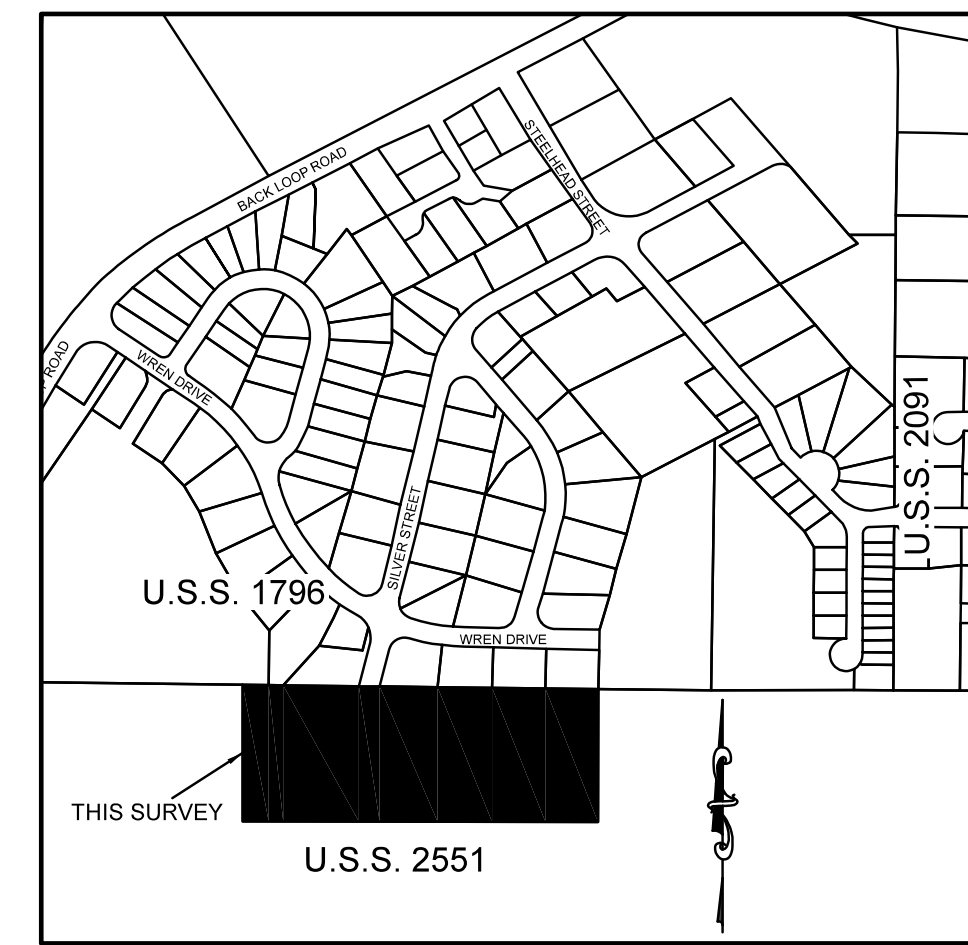 STEELHEAD STREET
BACK LOOP ROAD
P ROAD
WREN DRIVE
U.S.S. 2091
SILVER STREET
U.S.S. 1796
WREN DRIVE
THIS SURVEY
U.S.S. 2551